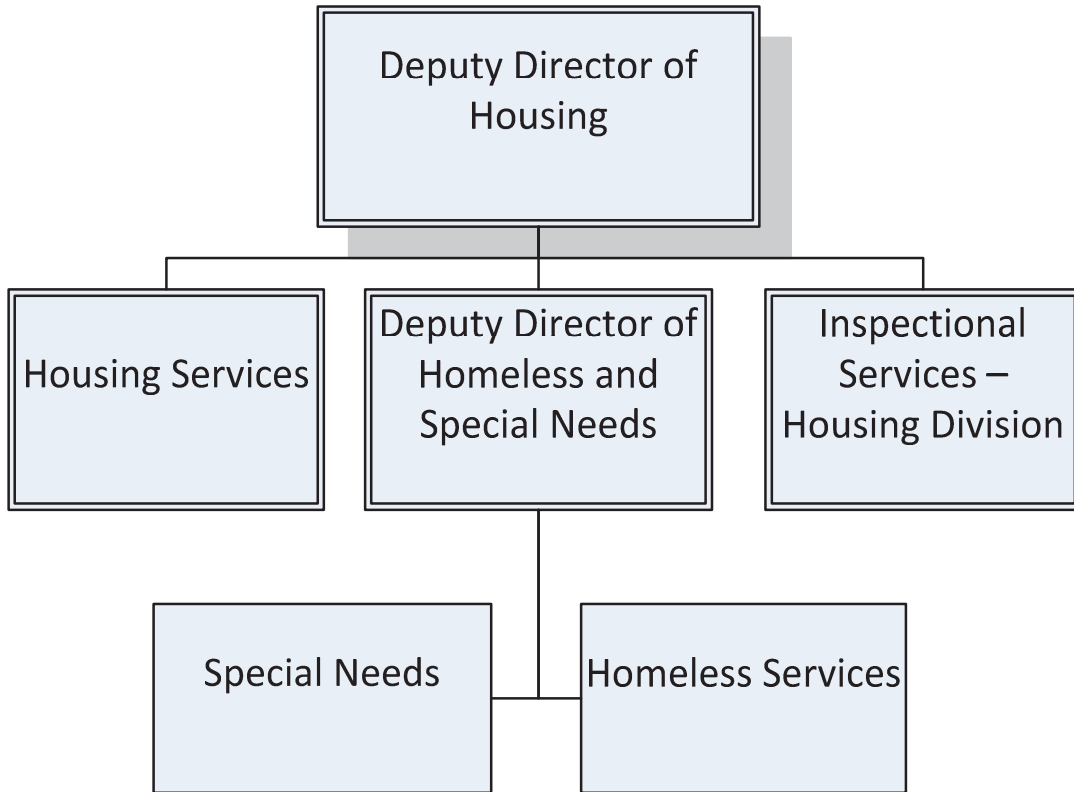 Deputy Director of
Housing
Housing Services
Deputy Director of
Homeless and
Special Needs
Inspectional
Services –
Housing Division
Special Needs
Homeless Services